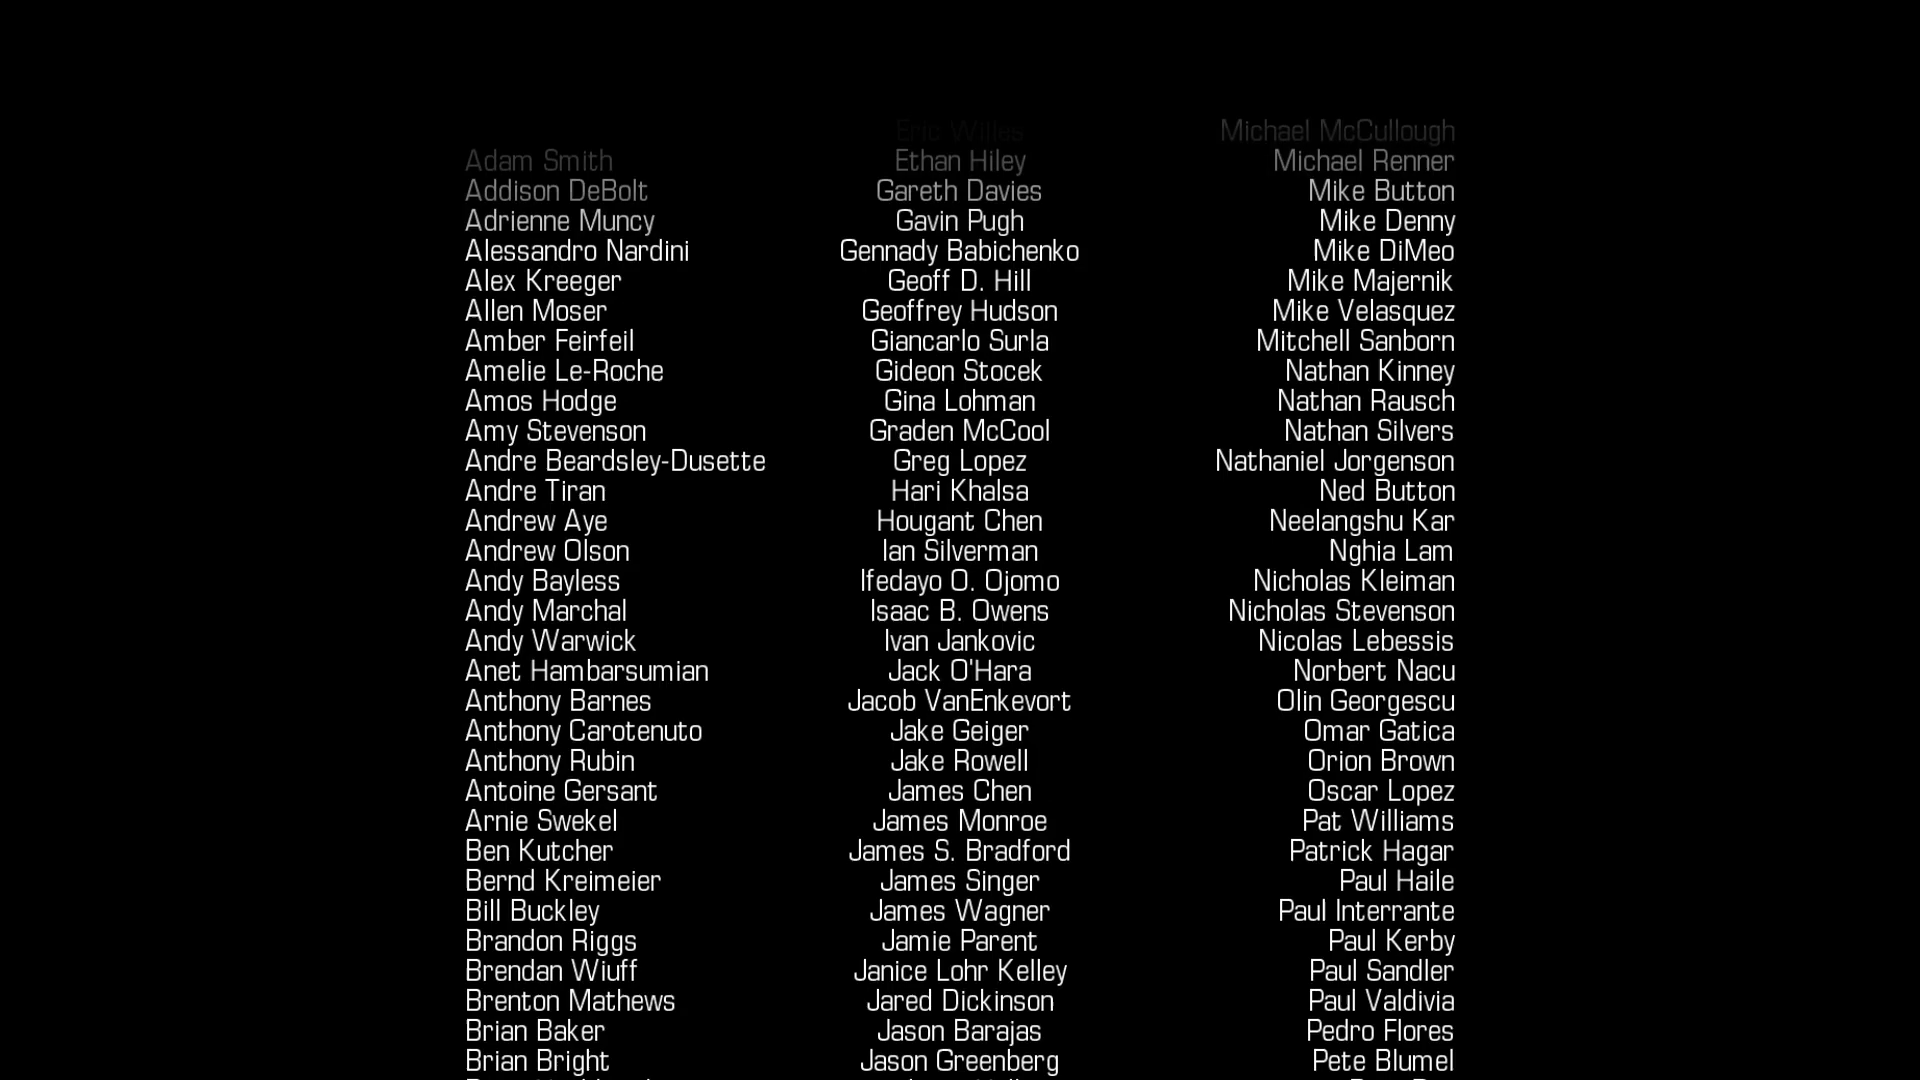 Eric Willes
Michael McCullough
Adam Smith
Ethan Hiley
Michael Renner
Addison DeBolt
Gareth Davies
Mike Button
Adrienne Muncy
Gavin Pugh
Mike Denny
Alessandro Nardini
Gennady Babichenko
Mike DiMeo
Alex Kreeger
Geoff D. Hill
Mike Majernik
Allen Moser
Geoffrey Hudson
Mike Velasquez
Amber Feirfeil
Giancarlo Surla
Mitchell Sanborn
Amelie Le-Roche
Gideon Stocek
Nathan Kinney
Amos Hodge
Gina Lohman
Nathan Rausch
Amy Stevenson
Graden McCool
Nathan Silvers
Andre Beardsley-Dusette
Greg Lopez
Nathaniel Jorgenson
Andre Tiran
Hari Khalsa
Ned Button
Andrew Aye
Hougant Chen
Neelangshu Kar
Andrew Olson
Ian Silverman
Nghia Lam
Andy Bayless
Ifedayo O. Ojomo
Nicholas Kleiman
Andy Marchal
Isaac B. Owens
Nicholas Stevenson
Andy Warwick
Ivan Jankovic
Nicolas Lebessis
Anet Hambarsumian
Jack O'Hara
Norbert Nacu
Anthony Barnes
Jacob VanEnkevort
Olin Georgescu
Anthony Carotenuto
Jake Geiger
Omar Gatica
Anthony Rubin
Jake Rowell
Orion Brown
Antoine Gersant
James Chen
Oscar Lopez
Arnie Swekel
James Monroe
Pat Williams
Ben Kutcher
James S. Bradford
Patrick Hagar
Bernd Kreimeier
James Singer
Paul Haile
Bill Buckley
James Wagner
Paul Interrante
Brandon Riggs
Jamie Parent
Paul Kerby
Brendan Wiuff
Janice Lohr Kelley
Paul Sandler
Brenton Mathews
Jared Dickinson
Paul Valdivia
Brian Baker
Jason Barajas
Pedro Flores
Brian Bright
Jason Greenberg
Pete Blumel